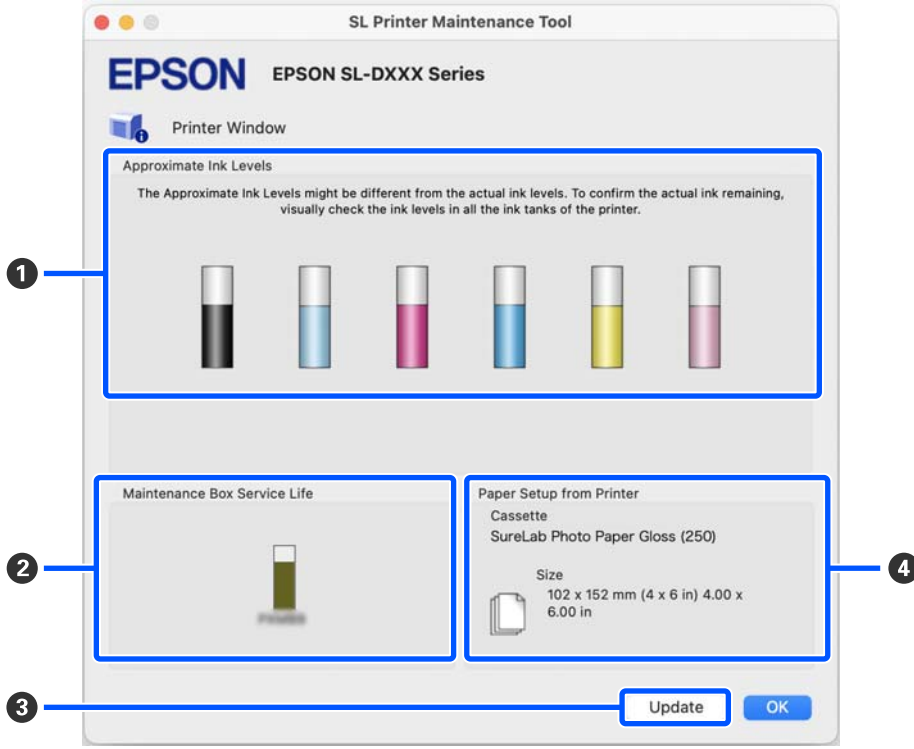 SL Printer Maintenance Tool
EPSON
EPSON SL-DXXX Series
Printer Window
Approximate Ink Levels
The Approximate Ink Levels might be different from the actual ink levels. To confirm the actual ink remaining,
visually check the ink levels in all the ink tanks of the printer.
1
Maintenance Box Service Life
2
Paper Setup from Printer
Cassette
SureLab Photo Paper Gloss (250)
Size
102 x 152 mm (4 x 6 in) 4.00 x
6.00 in
4
3
Update
OK